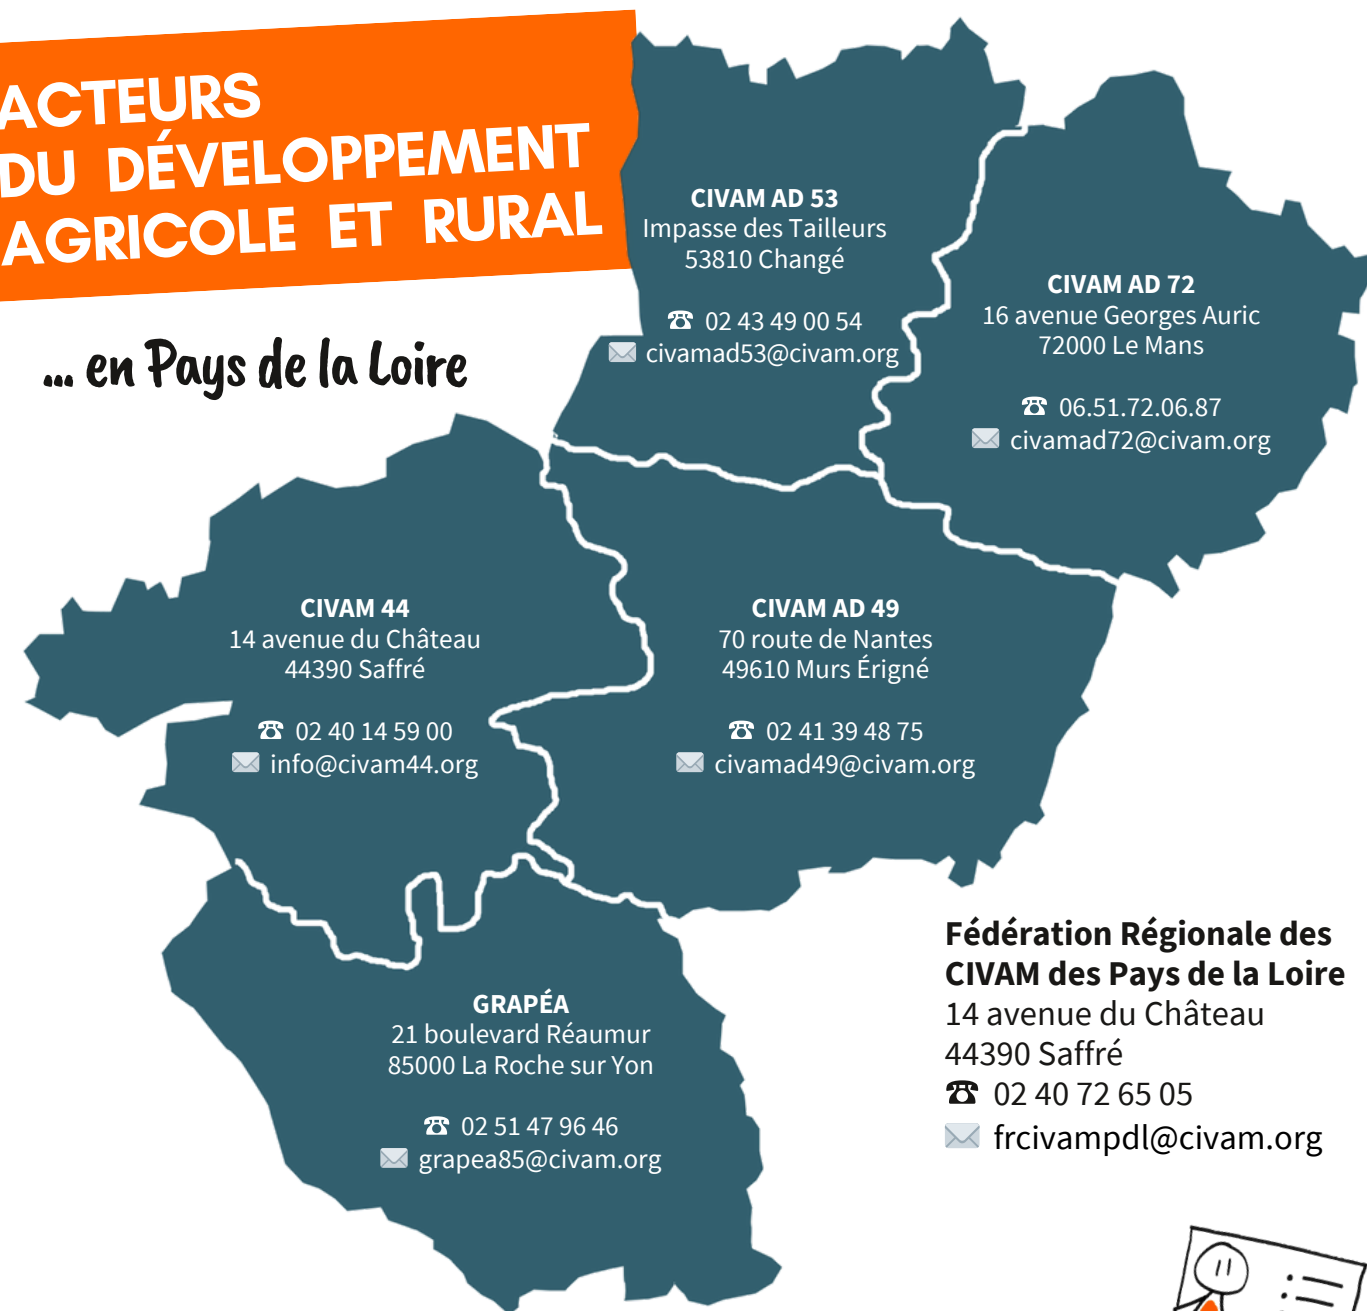 ACTEURS
DU DÉVELOPPEMENT
AGRICOLE ET RURAL
... en Pays de la Loire
CIVAM AD 53
Impasse des Tailleurs
53810 Changé
☎ 02 43 49 00 54
✉ civamad53@civam.org
CIVAM AD 72
16 avenue Georges Auric
72000 Le Mans
☎ 06.51.72.06.87
✉ civamad72@civam.org
CIVAM 44
14 avenue du Château
44390 Saffré
☎ 02 40 14 59 00
✉ info@civam44.org
CIVAM AD 49
70 route de Nantes
49610 Murs Érigné
☎ 02 41 39 48 75
✉ civamad49@civam.org
GRAPÉA
21 boulevard Réaumur
85000 La Roche sur Yon
☎ 02 51 47 96 46
✉ grapea85@civam.org
Fédération Régionale des
CIVAM des Pays de la Loire
14 avenue du Château
44390 Saffré
☎ 02 40 72 65 05
✉ frcivampdl@civam.org